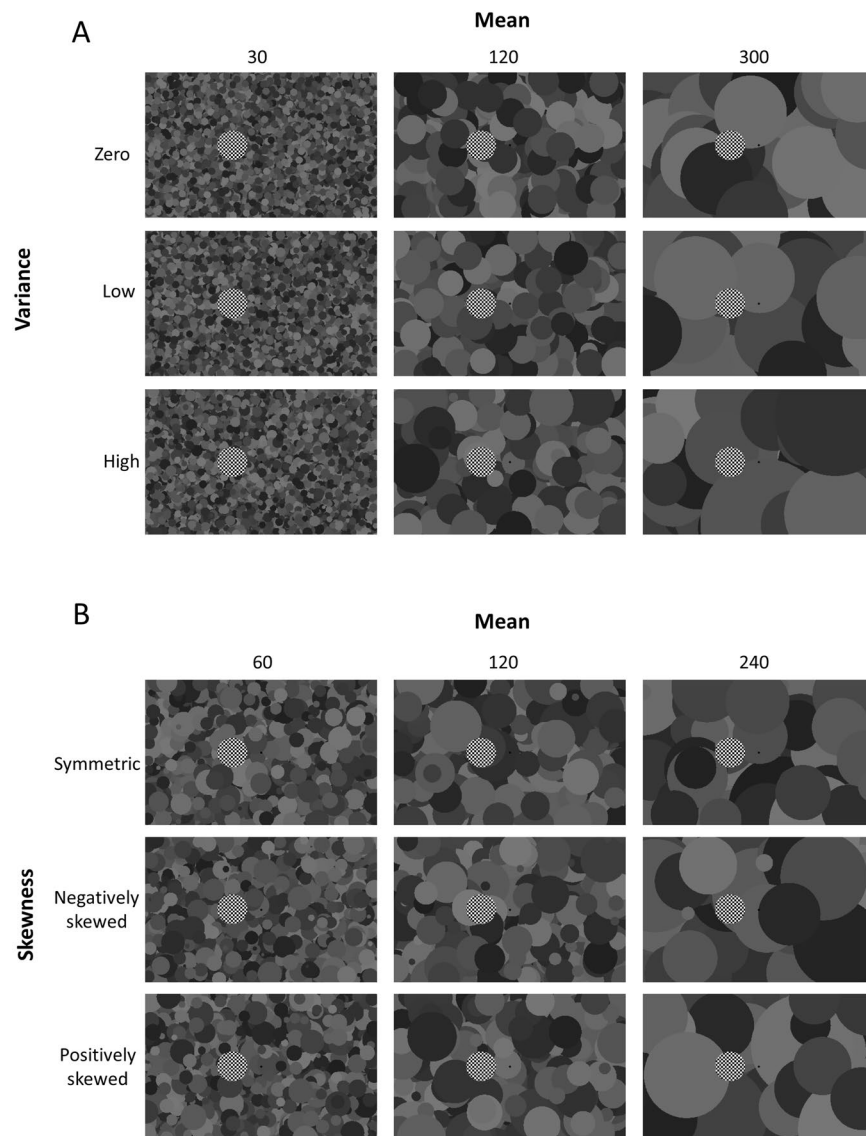 A
Mean
30 120 300
Zero
Variance
Low
High
B
Mean
60 120 240
Symmetric
Skewness
Negatively
skewed
Positively
skewed